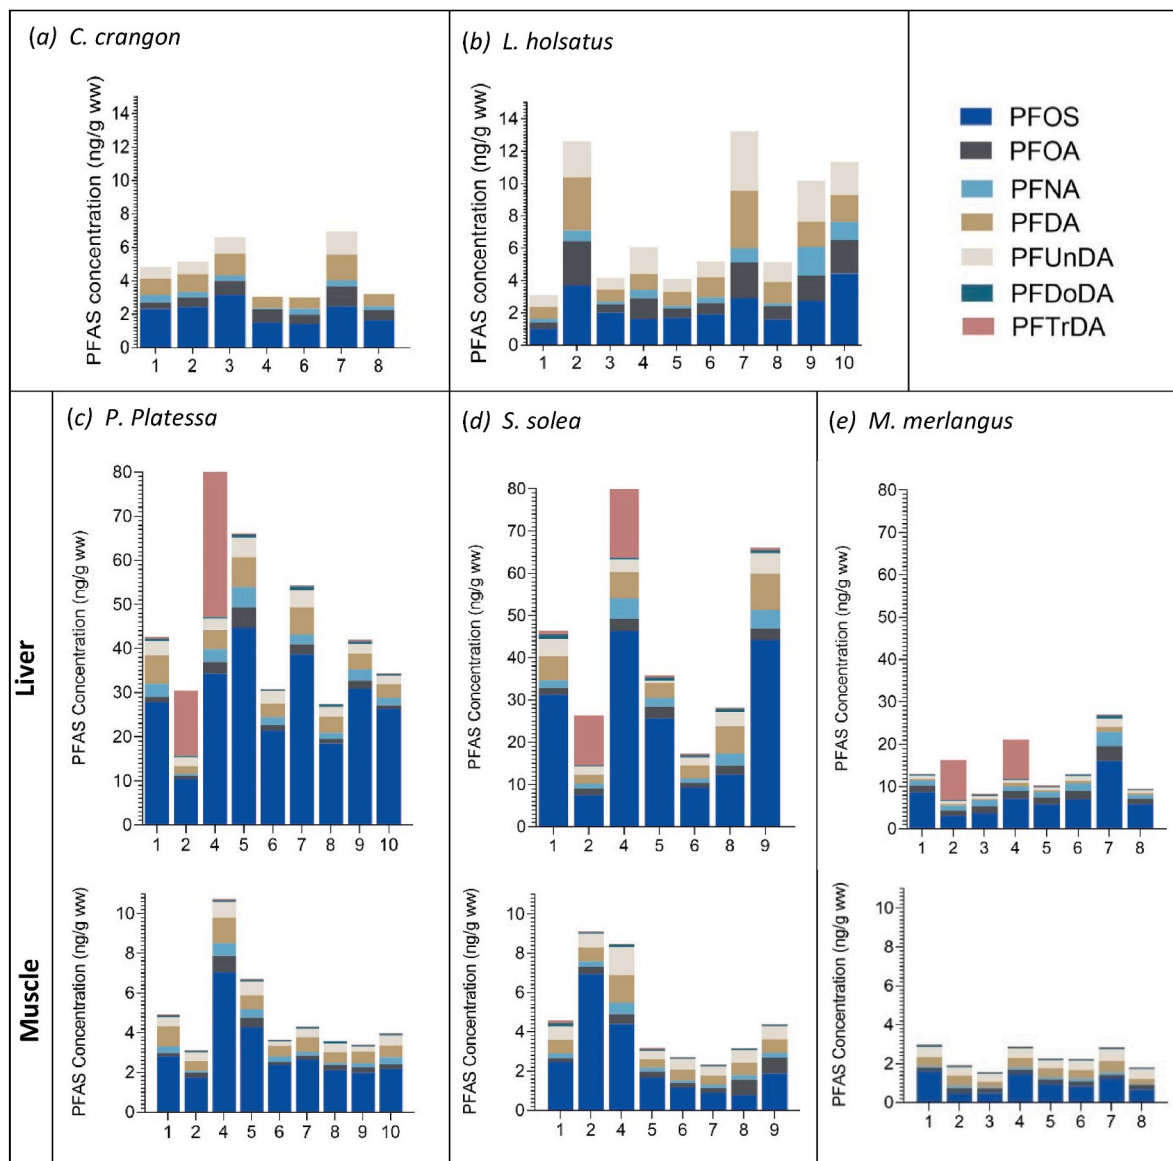 (a) C. crangon
PFAS concentration (ng/g ww)
14
12
10
8
6
4
2
0
1 2 3 4 6 7 8
(b) L. holsatus
PFAS concentration (ng/g ww)
14
12
10
8
6
4
2
0
1 2 3 4 5 6 7 8 9 10
PFOS
PFOA
PFNA
PFDA
PFUnDA
PFDoDA
PFTrDA
Liver
(c) P. Platessa
PFAS Concentration (ng/g ww)
80
70
60
50
40
30
20
10
0
1 2 4 5 6 7 8 9 10
(d) S. solea
PFAS Concentration (ng/g ww)
80
70
60
50
40
30
20
10
0
1 2 4 5 6 8 9
(e) M. merlangus
PFAS Concentration (ng/g ww)
80
70
60
50
40
30
20
10
0
1 2 3 4 5 6 7 8
Muscle
PFAS Concentration (ng/g ww)
10
8
6
4
2
0
1 2 4 5 6 7 8 9 10
PFAS Concentration (ng/g ww)
10
8
6
4
2
0
1 2 4 5 6 7 8 9
PFAS Concentration (ng/g ww)
10
8
6
4
2
0
1 2 3 4 5 6 7 8